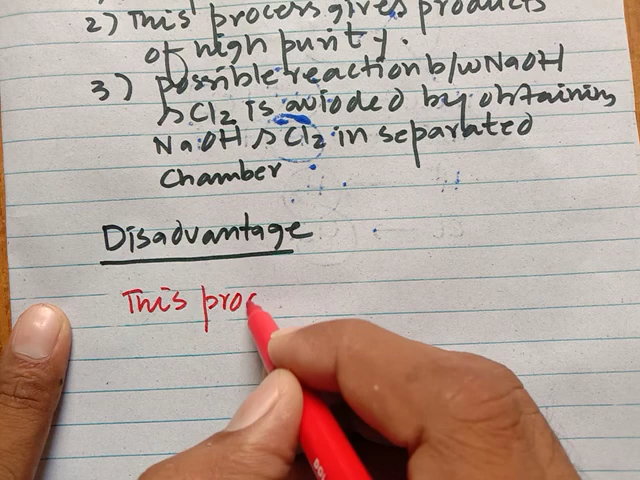 2) This process gives products
of high purity.
3) possible reaction b/w NaOH
& Cl2 is avioded by obtaining
NaOH & Cl2 in separated
Chamber
Disadvantage
This proc